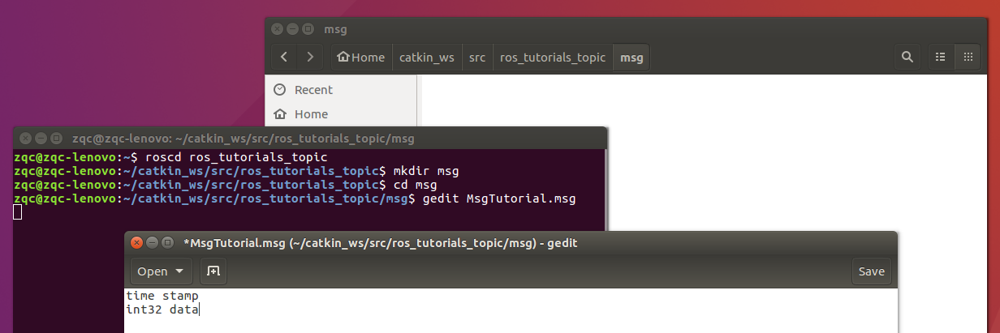 msg
Home catkin_ws src ros_tutorials_topic msg
Recent
Home
zqc@zqc-lenovo: ~/catkin_ws/src/ros_tutorials_topic/msg
zqc@zqc-lenovo:~$ roscd ros_tutorials_topic
zqc@zqc-lenovo:~/catkin_ws/src/ros_tutorials_topic$ mkdir msg
zqc@zqc-lenovo:~/catkin_ws/src/ros_tutorials_topic$ cd msg
zqc@zqc-lenovo:~/catkin_ws/src/ros_tutorials_topic/msg$ gedit MsgTutorial.msg
*MsgTutorial.msg (~/catkin_ws/src/ros_tutorials_topic/msg) - gedit
Open Save
time stamp
int32 data